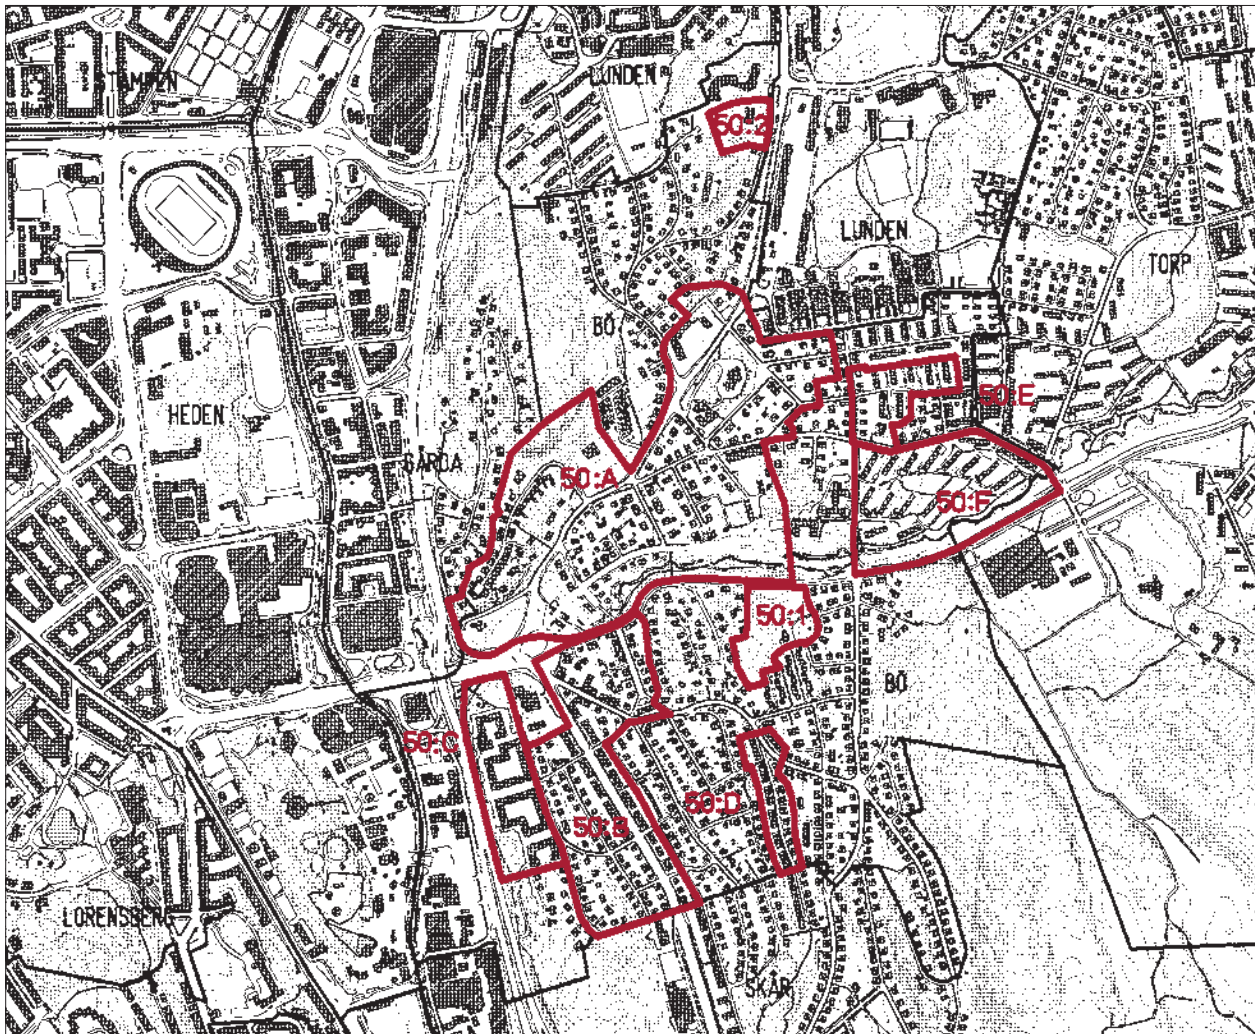 STAMPEN
LUNDEN
50:2
LUNDEN
TORP
BÖ
HEDEN
50:E
GÅRDA
50:A
50:F
50:1
BÖ
50:C
50:D
50:B
LORENSBERG
SKÅR